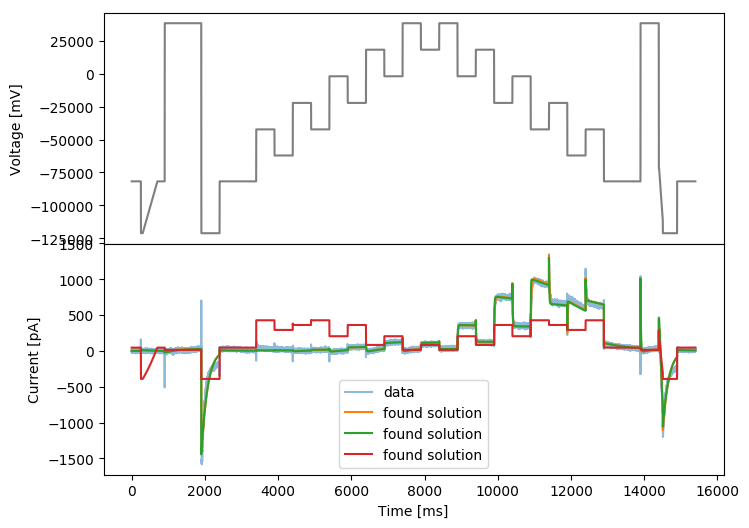 25000
0
−25000
−50000
−75000
−100000
−125000
Voltage [mV]
1500
1000
500
0
−500
−1000
−1500
Current [pA]
data
found solution
found solution
found solution
0 2000 4000 6000 8000 10000 12000 14000 16000
Time [ms]